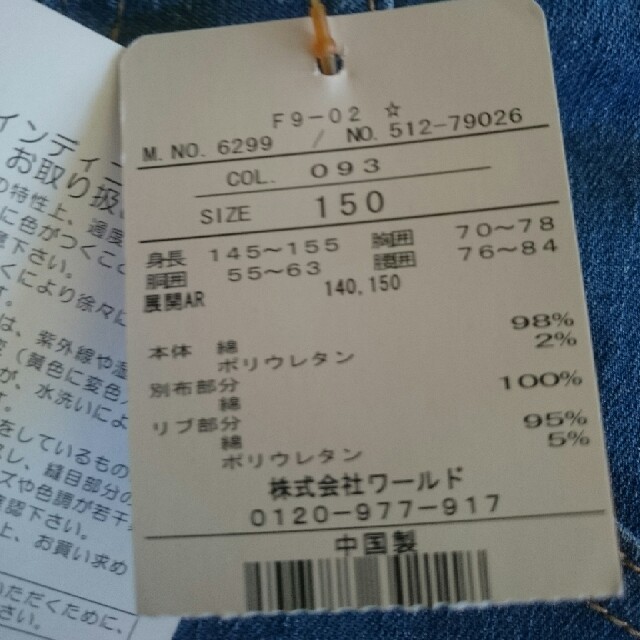 F9-02 ☆
M.NO.6299 / NO.512-79026
COL. 093
SIZE 150
身長 145~155 胸囲 70~78
胴囲 55~63 腰囲 76~84
展開AR 140,150
本体 綿 98%
ポリウレタン 2%
別布部分
綿 100%
リブ部分
綿 95%
ポリウレタン 5%
株式会社ワールド
0120-977-917
中国製
インディ
お取り扱
の特性上、
に色がつくこ
さい。
により徐々に
は、紫外線や
(黄色に変色
が、水洗いによ
をしているもの
縫目部分の
ズや色調が若干
さい。
上、お買い求め
ただくために、
さい。